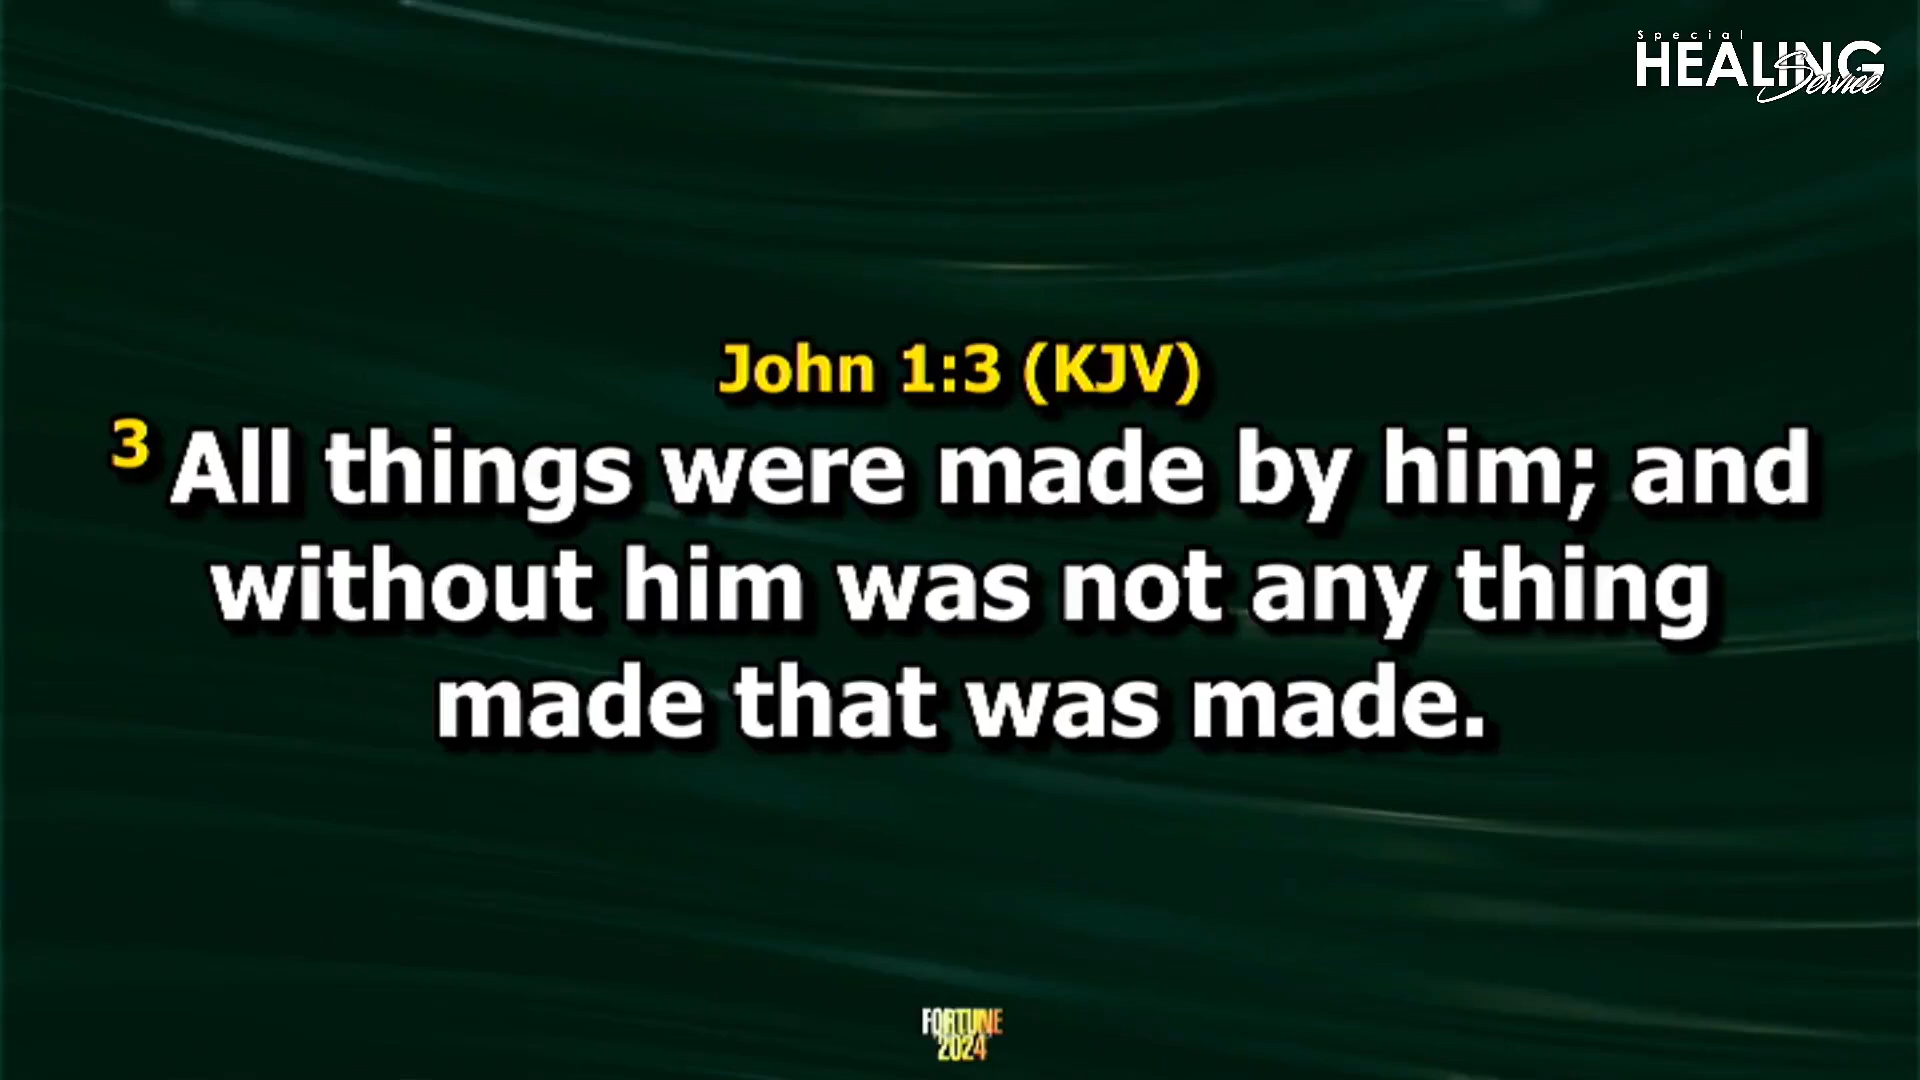 Special
HEALING
Service
John 1:3 (KJV)
3 All things were made by him; and
without him was not any thing
made that was made.
FORTUNE
2024